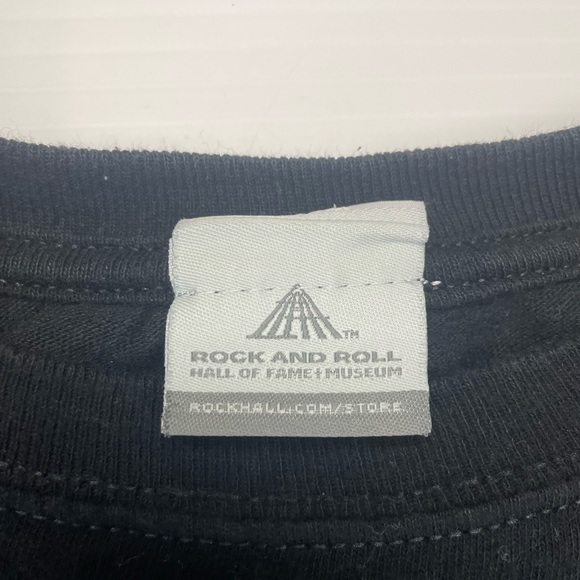 TM
ROCK AND ROLL
HALL OF FAME+MUSEUM
ROCKHALL.COM/STORE